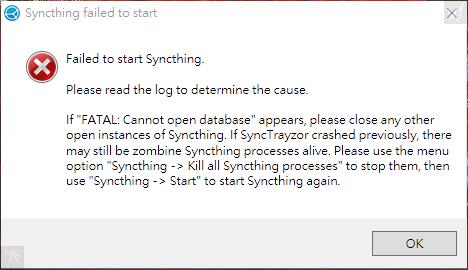 Syncthing failed to start
Failed to start Syncthing.
Please read the log to determine the cause.
If "FATAL: Cannot open database" appears, please close any other
open instances of Syncthing. If SyncTrayzor crashed previously, there
may still be zombine Syncthing processes alive. Please use the menu
option "Syncthing -> Kill all Syncthing processes" to stop them, then
use "Syncthing -> Start" to start Syncthing again.
OK